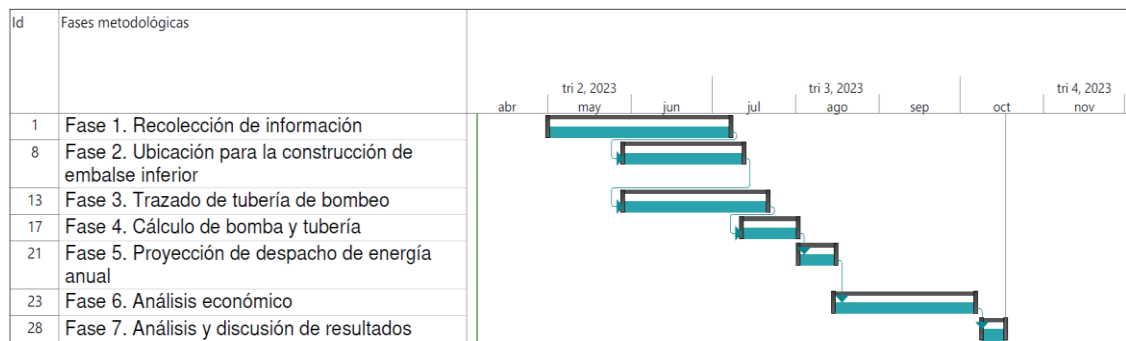 Id Fases metodológicas
tri 2, 2023 tri 3, 2023 tri 4, 2023
abr may jun jul ago sep oct nov
1 Fase 1. Recolección de información
8 Fase 2. Ubicación para la construcción de
embalse inferior
13 Fase 3. Trazado de tubería de bombeo
17 Fase 4. Cálculo de bomba y tubería
21 Fase 5. Proyección de despacho de energía
anual
23 Fase 6. Análisis económico
28 Fase 7. Análisis y discusión de resultados